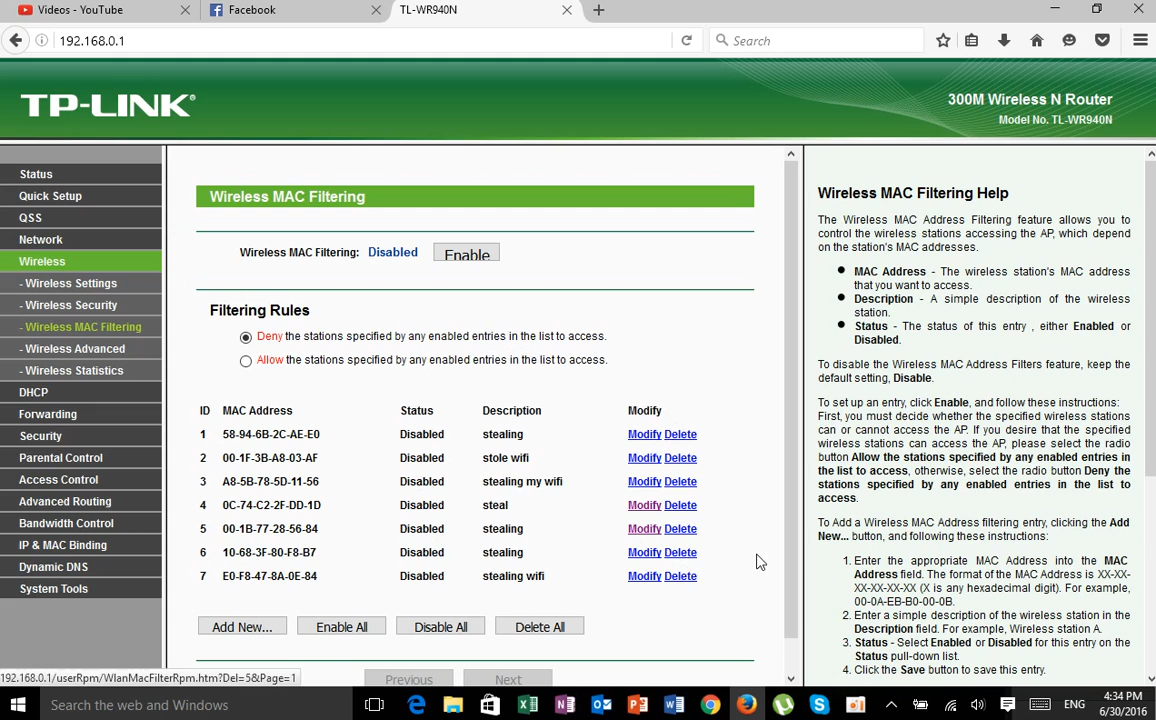 Videos - YouTube
Facebook
TL-WR940N
192.168.0.1
Search
TP-LINK®
300M Wireless N Router
Model No. TL-WR940N
Status
Quick Setup
QSS
Network
Wireless
- Wireless Settings
- Wireless Security
- Wireless MAC Filtering
- Wireless Advanced
- Wireless Statistics
DHCP
Forwarding
Security
Parental Control
Access Control
Advanced Routing
Bandwidth Control
IP & MAC Binding
Dynamic DNS
System Tools
Wireless MAC Filtering
Wireless MAC Filtering: Disabled Enable
Filtering Rules
Deny the stations specified by any enabled entries in the list to access.
Allow the stations specified by any enabled entries in the list to access.
ID MAC Address Status Description Modify
1 58-94-6B-2C-AE-E0 Disabled stealing Modify Delete
2 00-1F-3B-A8-03-AF Disabled stole wifi Modify Delete
3 A8-5B-78-5D-11-56 Disabled stealing my wifi Modify Delete
4 0C-74-C2-2F-DD-1D Disabled steal Modify Delete
5 00-1B-77-28-56-84 Disabled stealing Modify Delete
6 10-68-3F-80-F8-B7 Disabled stealing Modify Delete
7 E0-F8-47-8A-0E-84 Disabled stealing wifi Modify Delete
Add New... Enable All Disable All Delete All
Previous Next
192.168.0.1/userRpm/WlanMacFilterRpm.htm?Del=5&Page=1
Wireless MAC Filtering Help
The Wireless MAC Address Filtering feature allows you to
control the wireless stations accessing the AP, which depend
on the station's MAC addresses.
MAC Address - The wireless station's MAC address
that you want to access.
Description - A simple description of the wireless
station.
Status - The status of this entry , either Enabled or
Disabled.
To disable the Wireless MAC Address Filters feature, keep the
default setting, Disable.
To set up an entry, click Enable, and follow these instructions:
First, you must decide whether the specified wireless stations
can or cannot access the AP. If you desire that the specified
wireless stations can access the AP, please select the radio
button Allow the stations specified by any enabled entries in
the list to access, otherwise, select the radio button Deny the
stations specified by any enabled entries in the list to
access.
To Add a Wireless MAC Address filtering entry, clicking the Add
New... button, and following these instructions:
1. Enter the appropriate MAC Address into the MAC
Address field. The format of the MAC Address is XX-XX-
XX-XX-XX-XX (X is any hexadecimal digit). For example,
00-0A-EB-B0-00-0B.
2. Enter a simple description of the wireless station in the
Description field. For example, Wireless station A.
3. Status - Select Enabled or Disabled for this entry on the
Status pull-down list.
4. Click the Save button to save this entry.
Search the web and Windows
ENG
4:34 PM
6/30/2016